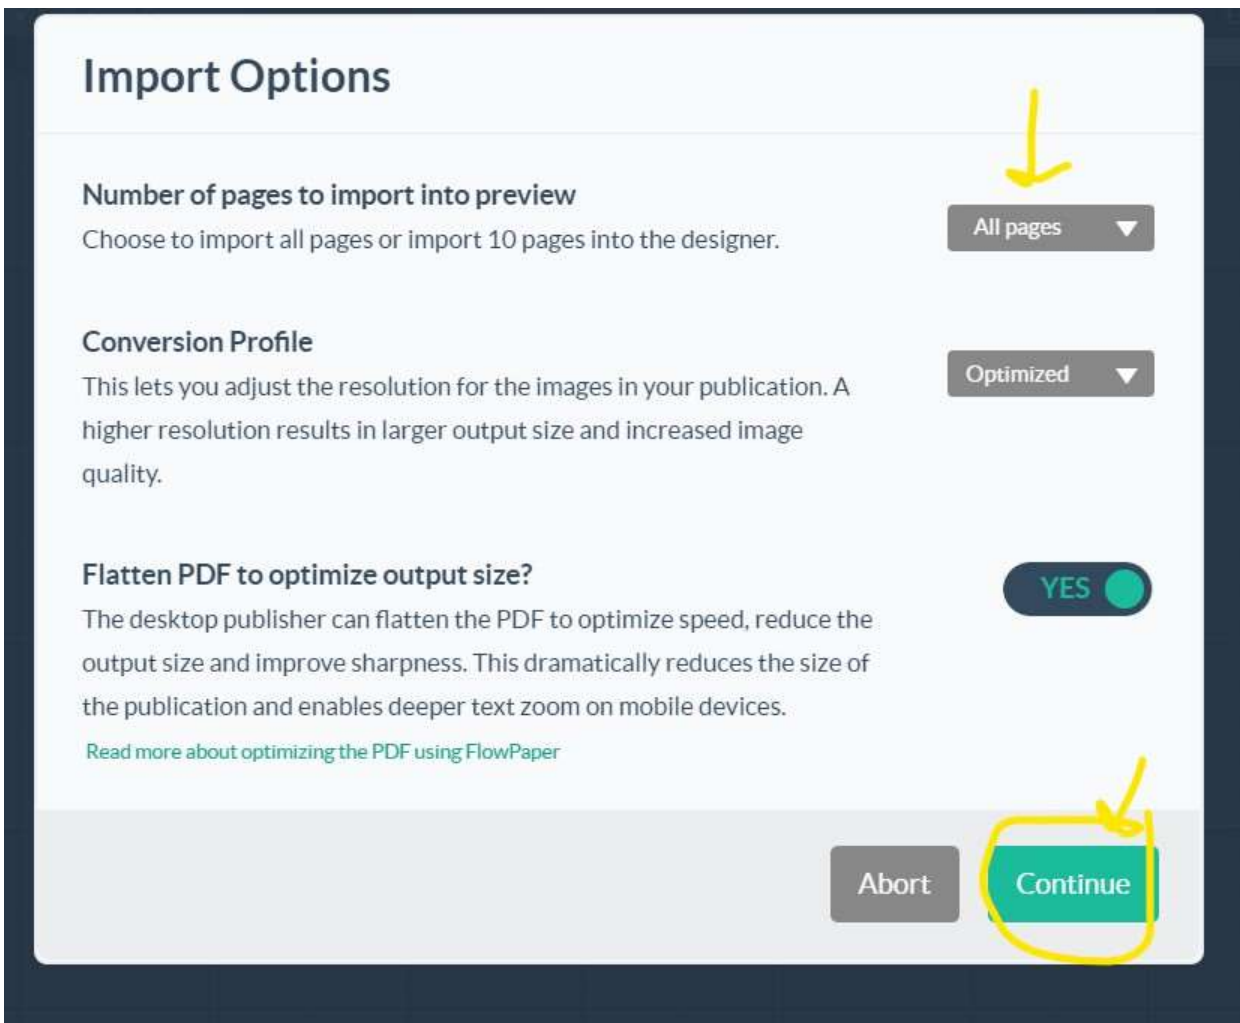 Import Options
Number of pages to import into preview
Choose to import all pages or import 10 pages into the designer.
All pages
Conversion Profile
This lets you adjust the resolution for the images in your publication. A
higher resolution results in larger output size and increased image
quality.
Optimized
Flatten PDF to optimize output size?
The desktop publisher can flatten the PDF to optimize speed, reduce the
output size and improve sharpness. This dramatically reduces the size of
the publication and enables deeper text zoom on mobile devices.
YES
Read more about optimizing the PDF using FlowPaper
Abort
Continue